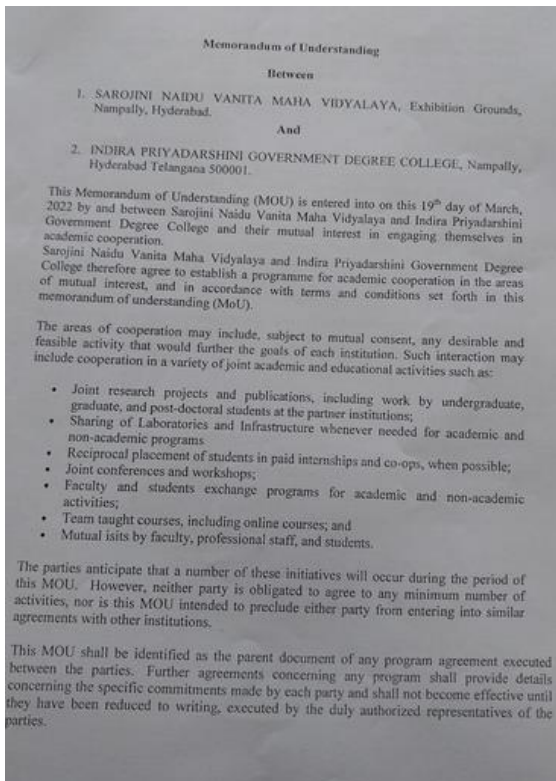 Memorandum of Understanding
Between
1. SAROJINI NAIDU VANITA MAHA VIDYALAYA, Exhibition Grounds,
Nampally, Hyderabad.
And
2. INDIRA PRIYADARSHINI GOVERNMENT DEGREE COLLEGE, Nampally,
Hyderabad Telangana 500001.
This Memorandum of Understanding (MOU) is entered into on this 19th day of March,
2022 by and between Sarojini Naidu Vanita Maha Vidyalaya and Indira Priyadarshini
Government Degree College and their mutual interest in engaging themselves in
academic cooperation.
Sarojini Naidu Vanita Maha Vidyalaya and Indira Priyadarshini Government Degree
College therefore agree to establish a programme for academic cooperation in the areas
of mutual interest, and in accordance with terms and conditions set forth in this
memorandum of understanding (MoU).
The areas of cooperation may include, subject to mutual consent, any desirable and
feasible activity that would further the goals of each institution. Such interaction may
include cooperation in a variety of joint academic and educational activities such as:
• Joint research projects and publications, including work by undergraduate,
graduate, and post-doctoral students at the partner institutions;
• Sharing of Laboratories and Infrastructure whenever needed for academic and
non-academic programs
• Reciprocal placement of students in paid internships and co-ops, when possible;
• Joint conferences and workshops;
• Faculty and students exchange programs for academic and non-academic
activities;
• Team taught courses, including online courses; and
• Mutual isits by faculty, professional staff, and students.
The parties anticipate that a number of these initiatives will occur during the period of
this MOU. However, neither party is obligated to agree to any minimum number of
activities, nor is this MOU intended to preclude either party from entering into similar
agreements with other institutions.
This MOU shall be identified as the parent document of any program agreement executed
between the parties. Further agreements concerning any program shall provide details
concerning the specific commitments made by each party and shall not become effective until
they have been reduced to writing, executed by the duly authorized representatives of the
parties.